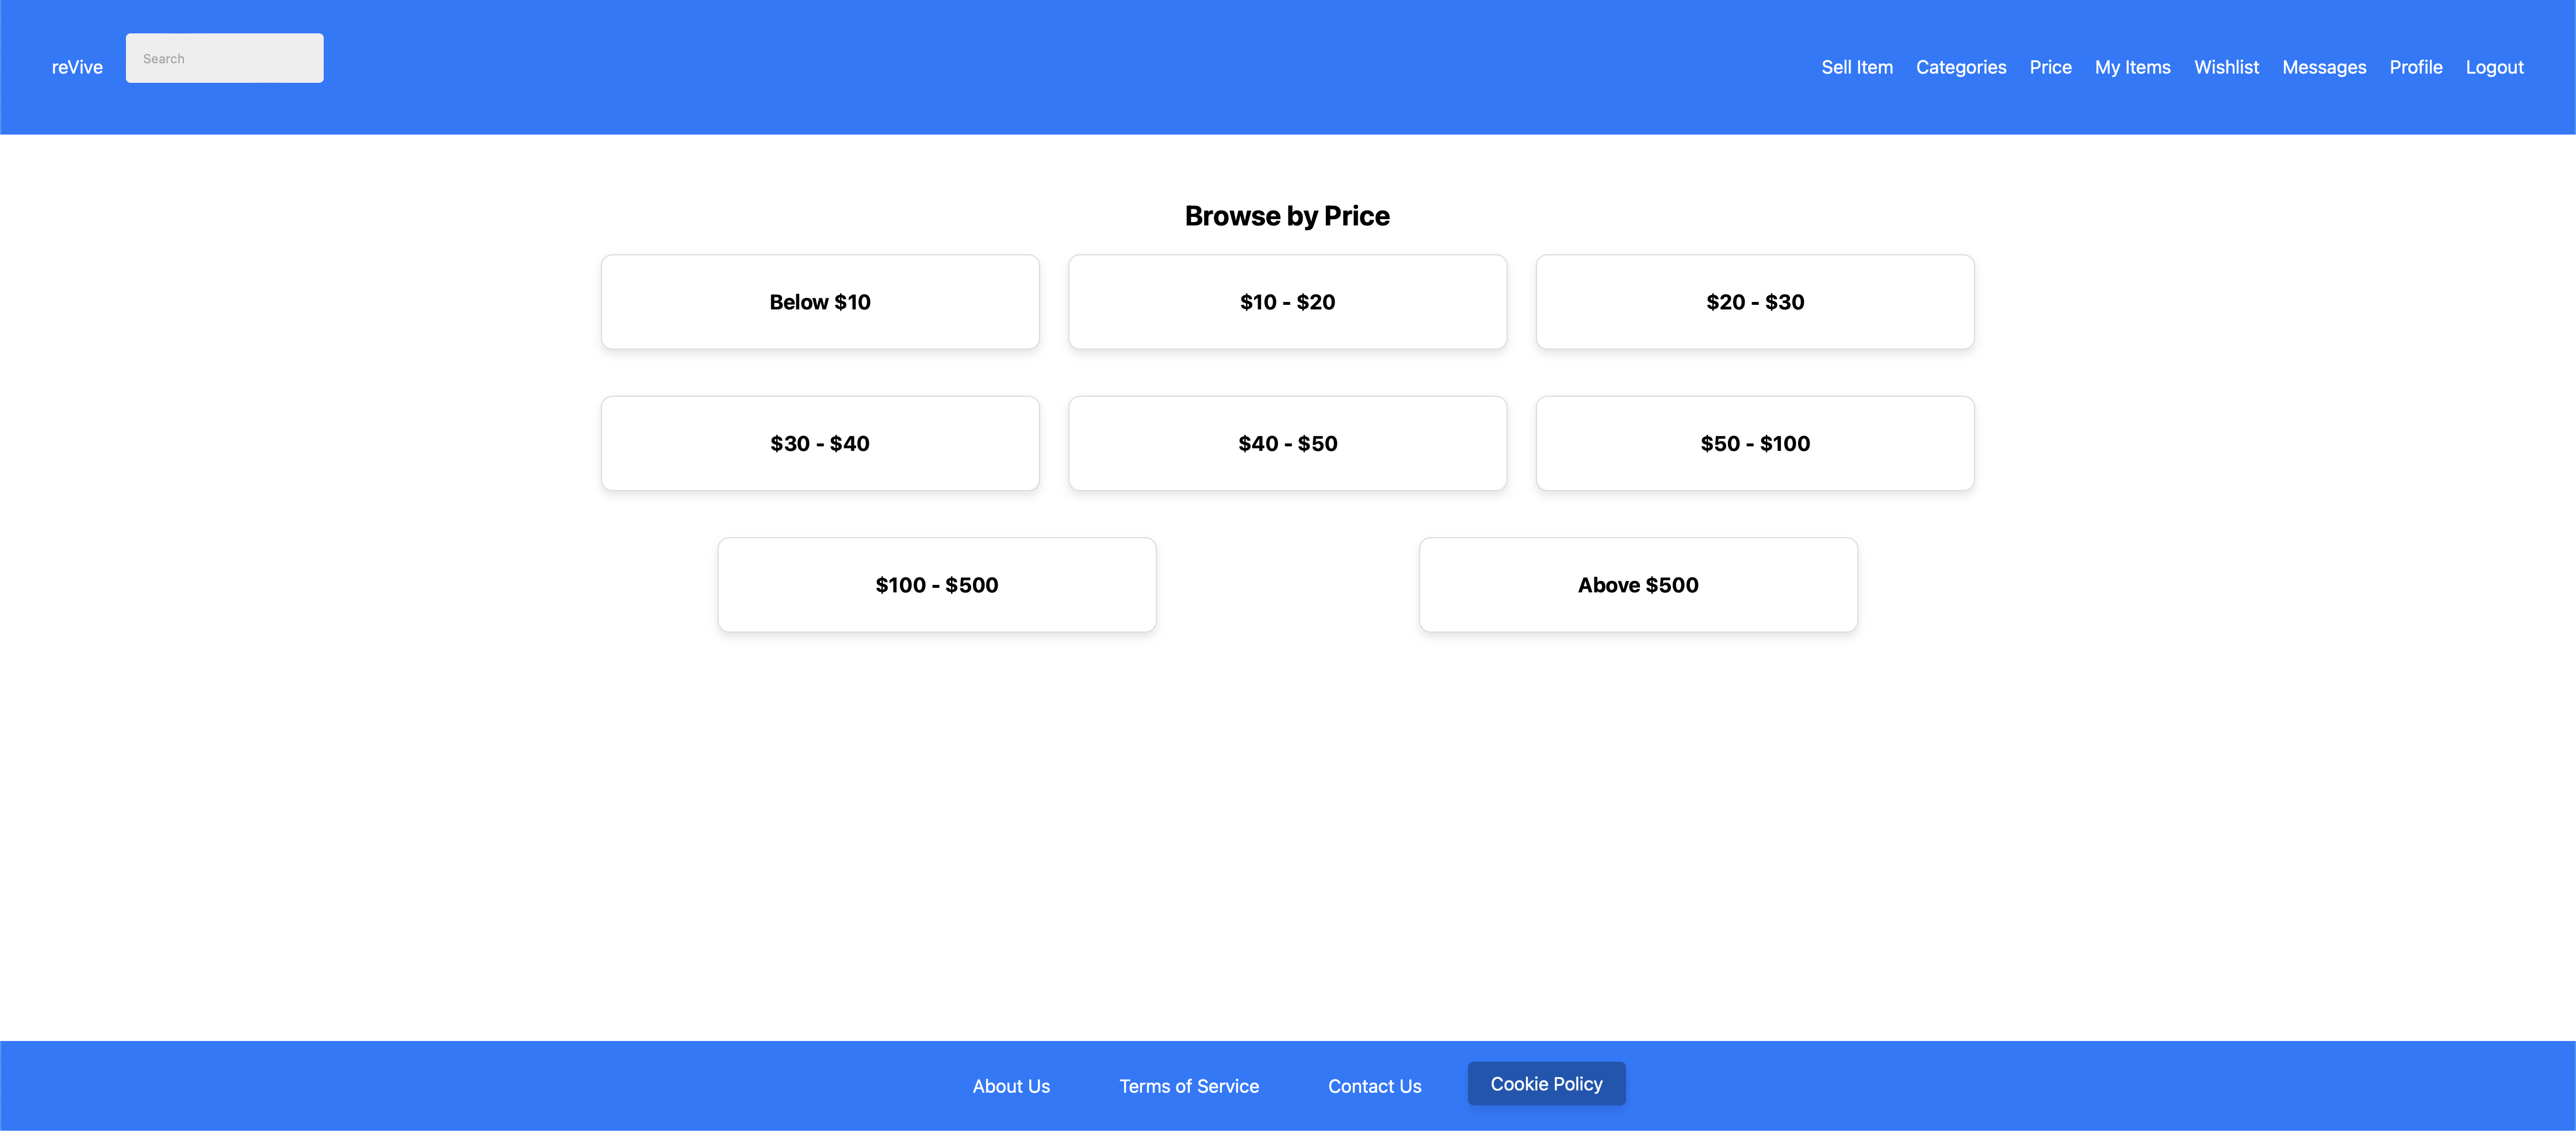 reVive
Search
Sell Item
Categories
Price
My Items
Wishlist
Messages
Profile
Logout
Browse by Price
Below $10
$10 - $20
$20 - $30
$30 - $40
$40 - $50
$50 - $100
$100 - $500
Above $500
About Us
Terms of Service
Contact Us
Cookie Policy